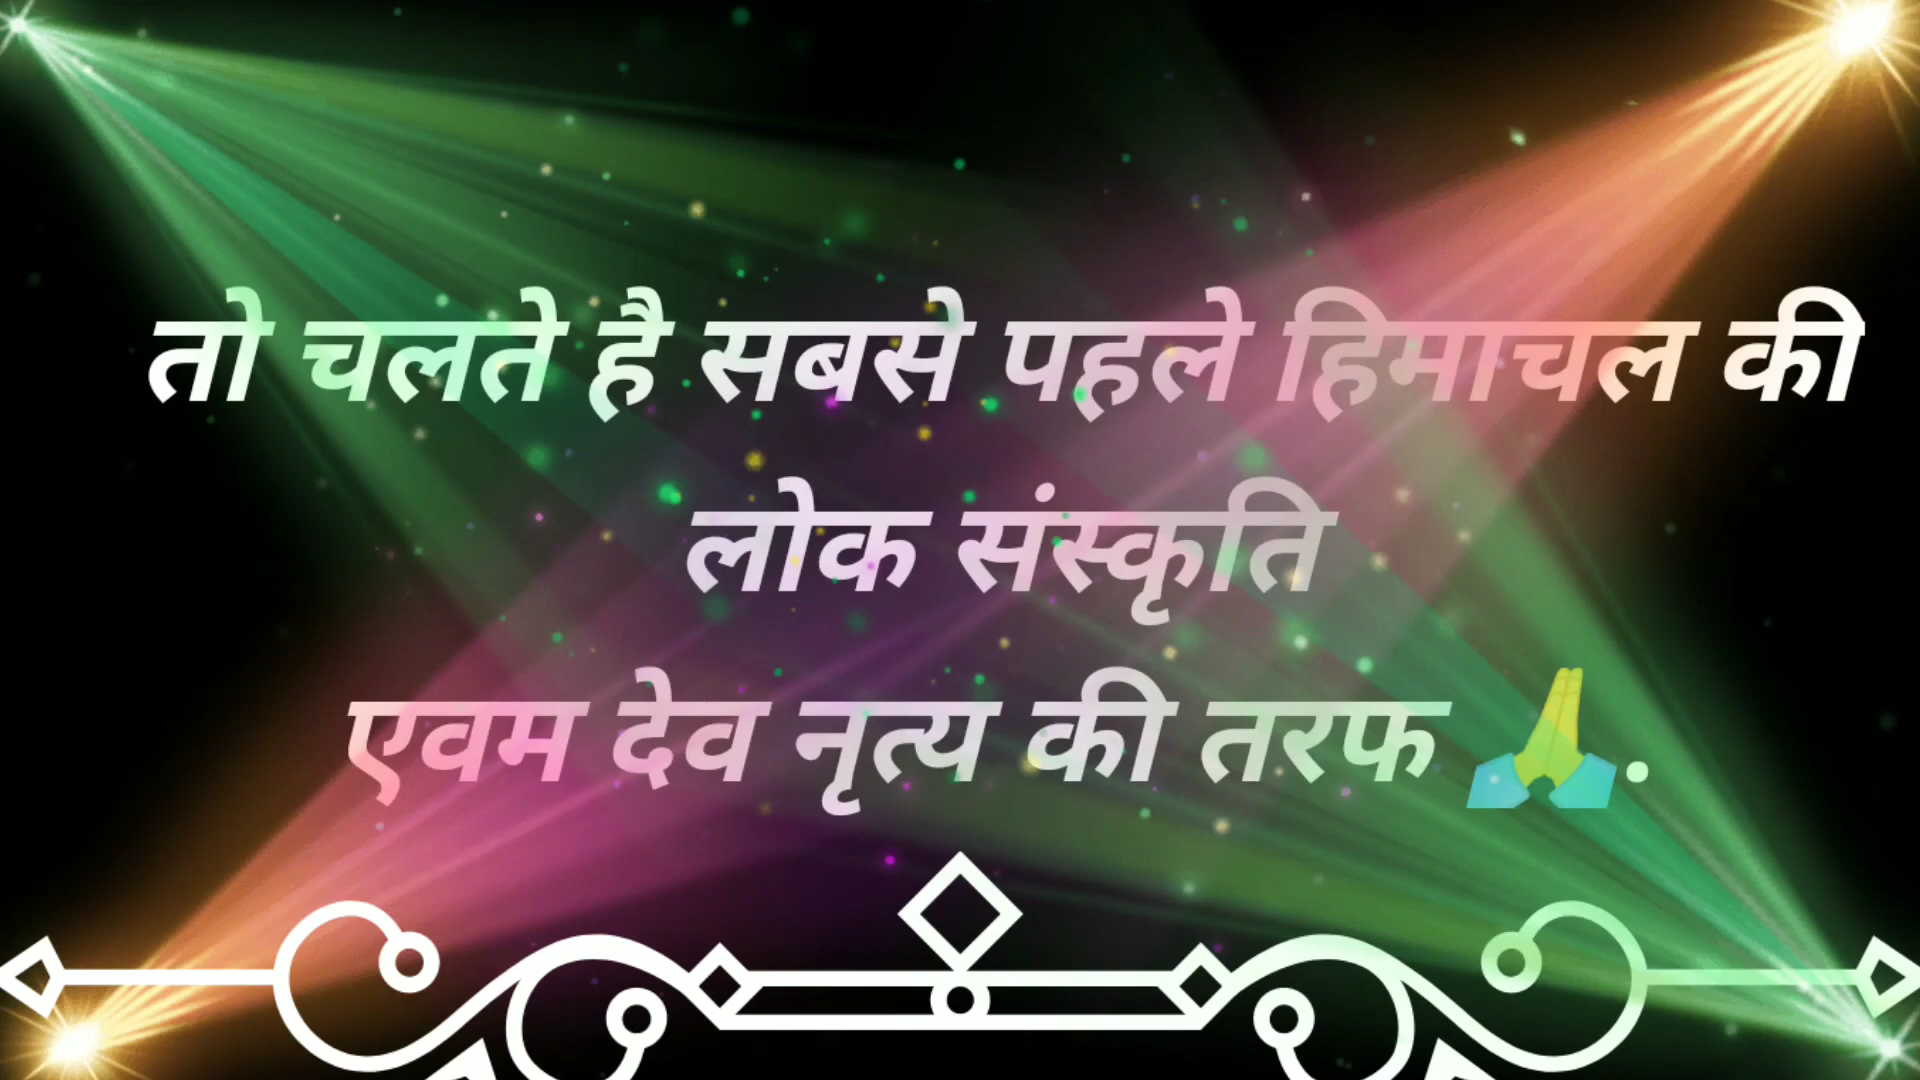 तो चलते है सबसे पहले हिमाचल की
लोक संस्कृति
एवम देव नृत्य की तरफ 🙏.